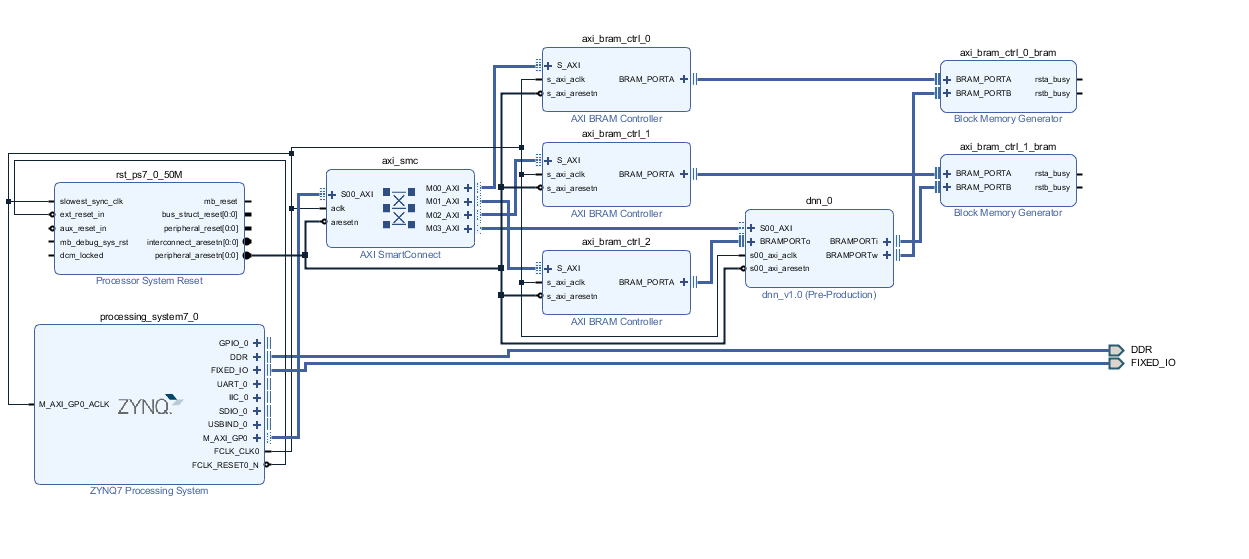 axi_bram_ctrl_0
S_AXI
s_axi_aclk
s_axi_aresetn
BRAM_PORTA
AXI BRAM Controller
axi_bram_ctrl_0_bram
BRAM_PORTA
BRAM_PORTB
rsta_busy
rstb_busy
Block Memory Generator
axi_bram_ctrl_1
S_AXI
s_axi_aclk
s_axi_aresetn
BRAM_PORTA
AXI BRAM Controller
axi_bram_ctrl_1_bram
BRAM_PORTA
BRAM_PORTB
rsta_busy
rstb_busy
Block Memory Generator
rst_ps7_0_50M
slowest_sync_clk
ext_reset_in
aux_reset_in
mb_debug_sys_rst
dcm_locked
mb_reset
bus_struct_reset[0:0]
peripheral_reset[0:0]
interconnect_aresetn[0:0]
peripheral_aresetn[0:0]
Processor System Reset
axi_smc
S00_AXI
aclk
aresetn
M00_AXI
M01_AXI
M02_AXI
M03_AXI
AXI SmartConnect
dnn_0
S00_AXI
BRAMPORTo
s00_axi_aclk
s00_axi_aresetn
BRAMPORTi
BRAMPORTw
dnn_v1.0 (Pre-Production)
axi_bram_ctrl_2
S_AXI
s_axi_aclk
s_axi_aresetn
BRAM_PORTA
AXI BRAM Controller
processing_system7_0
M_AXI_GP0_ACLK
ZYNQ
GPIO_0
DDR
FIXED_IO
UART_0
IIC_0
SDIO_0
USBIND_0
M_AXI_GP0
FCLK_CLK0
FCLK_RESET0_N
ZYNQ7 Processing System
DDR
FIXED_IO